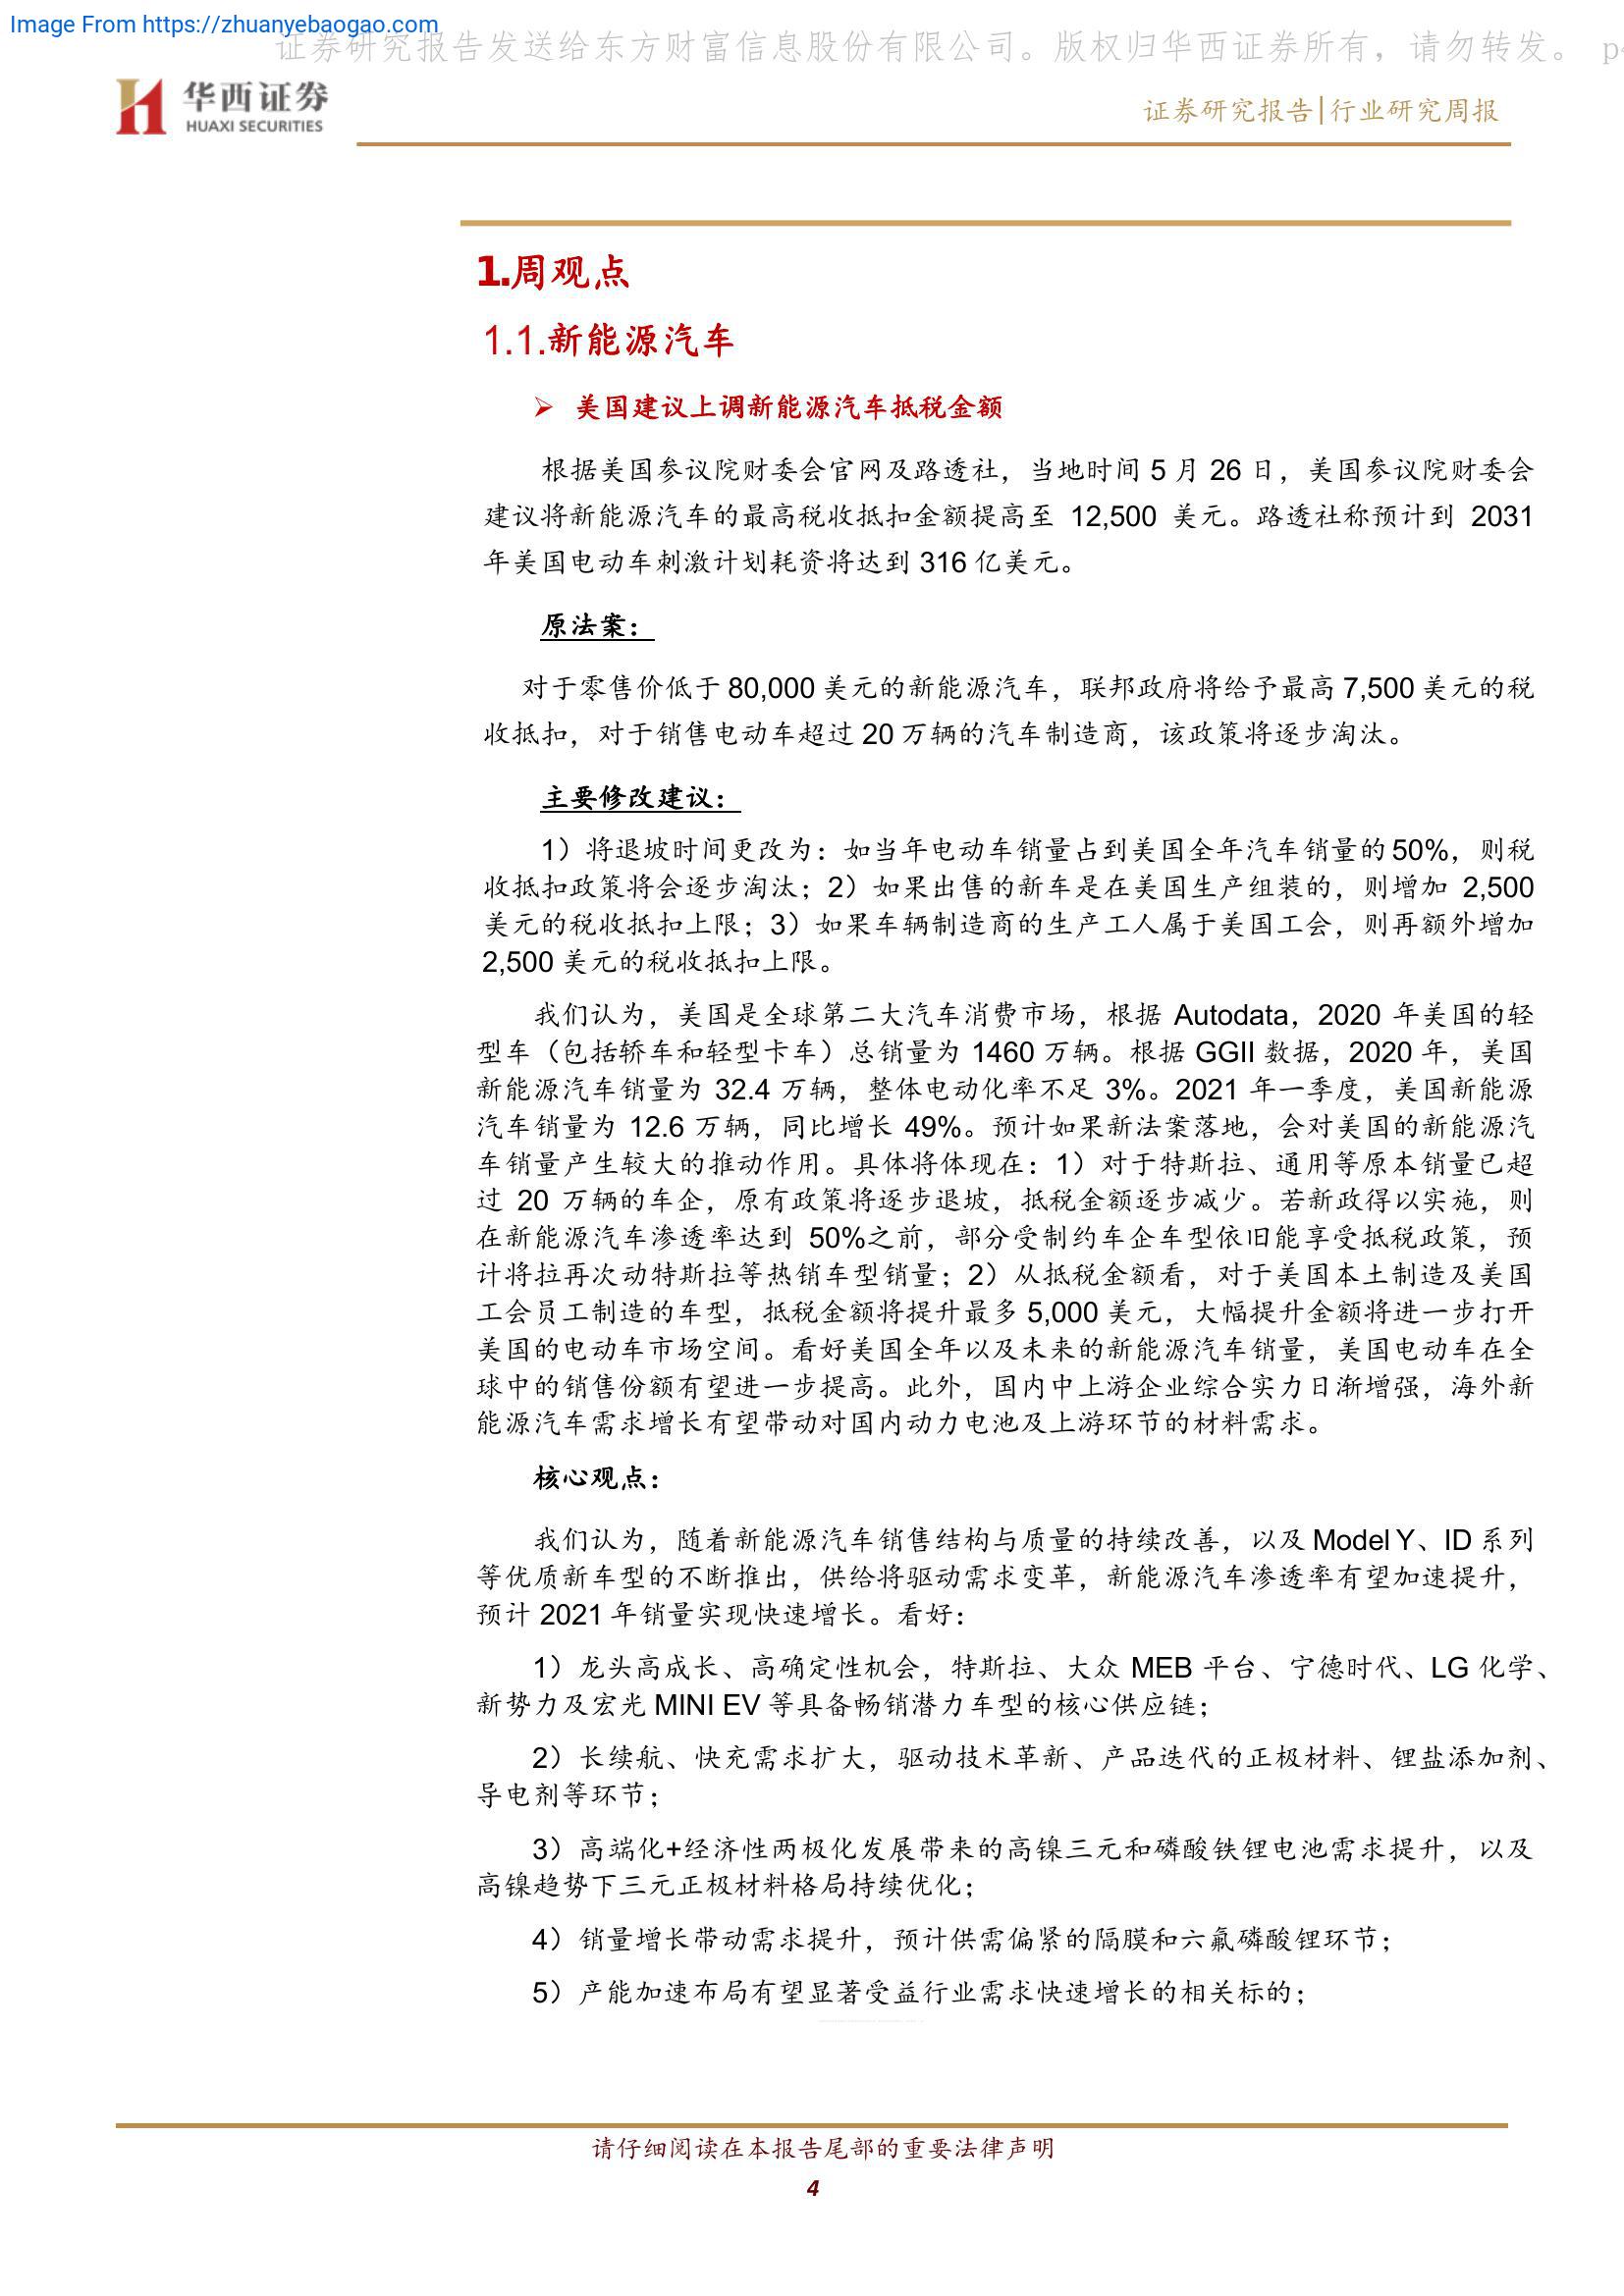 Image From https://zhuanyebaogao.com
证券研究报告发送给东方财富信息股份有限公司。版权归华西证券所有，请勿转发。 p
华西证券
HUAXI SECURITIES
证券研究报告|行业研究周报
1.周观点
1.1.新能源汽车
➢ 美国建议上调新能源汽车抵税金额
根据美国参议院财委会官网及路透社，当地时间 5 月 26 日，美国参议院财委会
建议将新能源汽车的最高税收抵扣金额提高至 12,500 美元。路透社称预计到 2031
年美国电动车刺激计划耗资将达到 316 亿美元。
原法案：
对于零售价低于 80,000 美元的新能源汽车，联邦政府将给予最高 7,500 美元的税
收抵扣，对于销售电动车超过 20 万辆的汽车制造商，该政策将逐步淘汰。
主要修改建议：
1）将退坡时间更改为：如当年电动车销量占到美国全年汽车销量的 50%，则税
收抵扣政策将会逐步淘汰；2）如果出售的新车是在美国生产组装的，则增加 2,500
美元的税收抵扣上限；3）如果车辆制造商的生产工人属于美国工会，则再额外增加
2,500 美元的税收抵扣上限。
我们认为，美国是全球第二大汽车消费市场，根据 Autodata，2020 年美国的轻
型车（包括轿车和轻型卡车）总销量为 1460 万辆。根据 GGII 数据，2020 年，美国
新能源汽车销量为 32.4 万辆，整体电动化率不足 3%。2021 年一季度，美国新能源
汽车销量为 12.6 万辆，同比增长 49%。预计如果新法案落地，会对美国的新能源汽
车销量产生较大的推动作用。具体将体现在：1）对于特斯拉、通用等原本销量已超
过 20 万辆的车企，原有政策将逐步退坡，抵税金额逐步减少。若新政得以实施，则
在新能源汽车渗透率达到 50%之前，部分受制约车企车型依旧能享受抵税政策，预
计将拉再次动特斯拉等热销车型销量；2）从抵税金额看，对于美国本土制造及美国
工会员工制造的车型，抵税金额将提升最多 5,000 美元，大幅提升金额将进一步打开
美国的电动车市场空间。看好美国全年以及未来的新能源汽车销量，美国电动车在全
球中的销售份额有望进一步提高。此外，国内中上游企业综合实力日渐增强，海外新
能源汽车需求增长有望带动对国内动力电池及上游环节的材料需求。
核心观点：
我们认为，随着新能源汽车销售结构与质量的持续改善，以及 Model Y、ID 系列
等优质新车型的不断推出，供给将驱动需求变革，新能源汽车渗透率有望加速提升，
预计 2021 年销量实现快速增长。看好：
1）龙头高成长、高确定性机会，特斯拉、大众 MEB 平台、宁德时代、LG 化学、
新势力及宏光 MINI EV 等具备畅销潜力车型的核心供应链；
2）长续航、快充需求扩大，驱动技术革新、产品迭代的正极材料、锂盐添加剂、
导电剂等环节；
3）高端化+经济性两极化发展带来的高镍三元和磷酸铁锂电池需求提升，以及
高镍趋势下三元正极材料格局持续优化；
4）销量增长带动需求提升，预计供需偏紧的隔膜和六氟磷酸锂环节；
5）产能加速布局有望显著受益行业需求快速增长的相关标的；
请仔细阅读在本报告尾部的重要法律声明
4